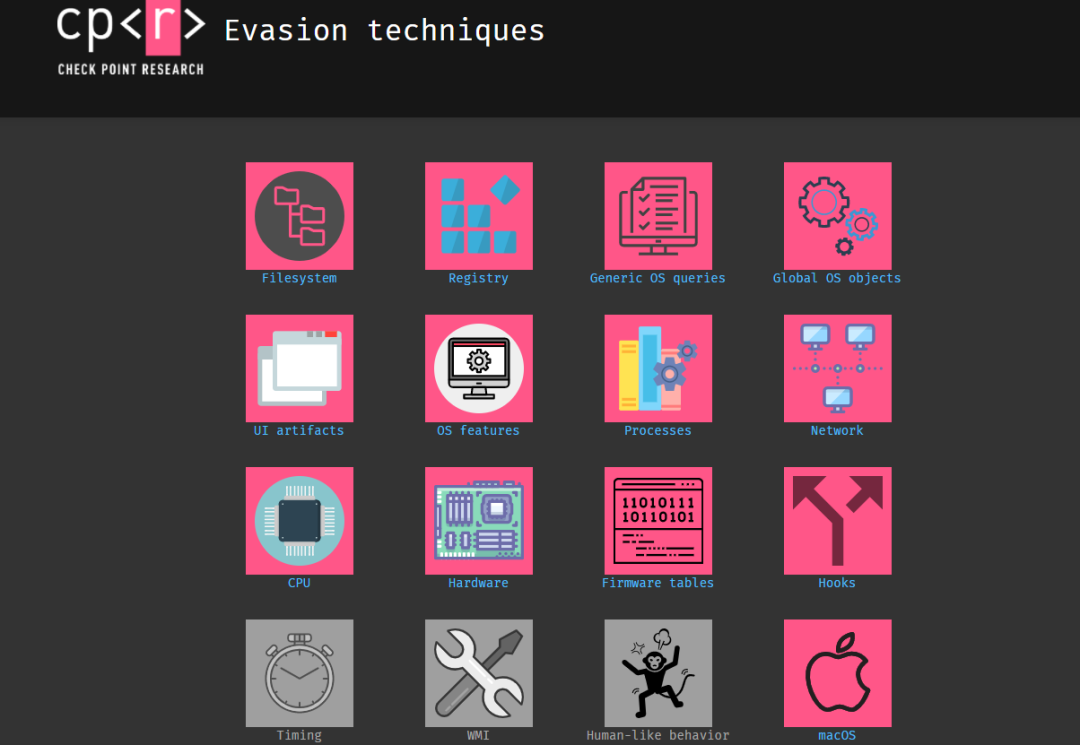 cp<r> Evasion techniques
CHECK POINT RESEARCH
Filesystem Registry Generic OS queries Global OS objects
UI artifacts OS features Processes Network
11010111
10110101
CPU Hardware Firmware tables Hooks
Timing WMI Human-like behavior macOS